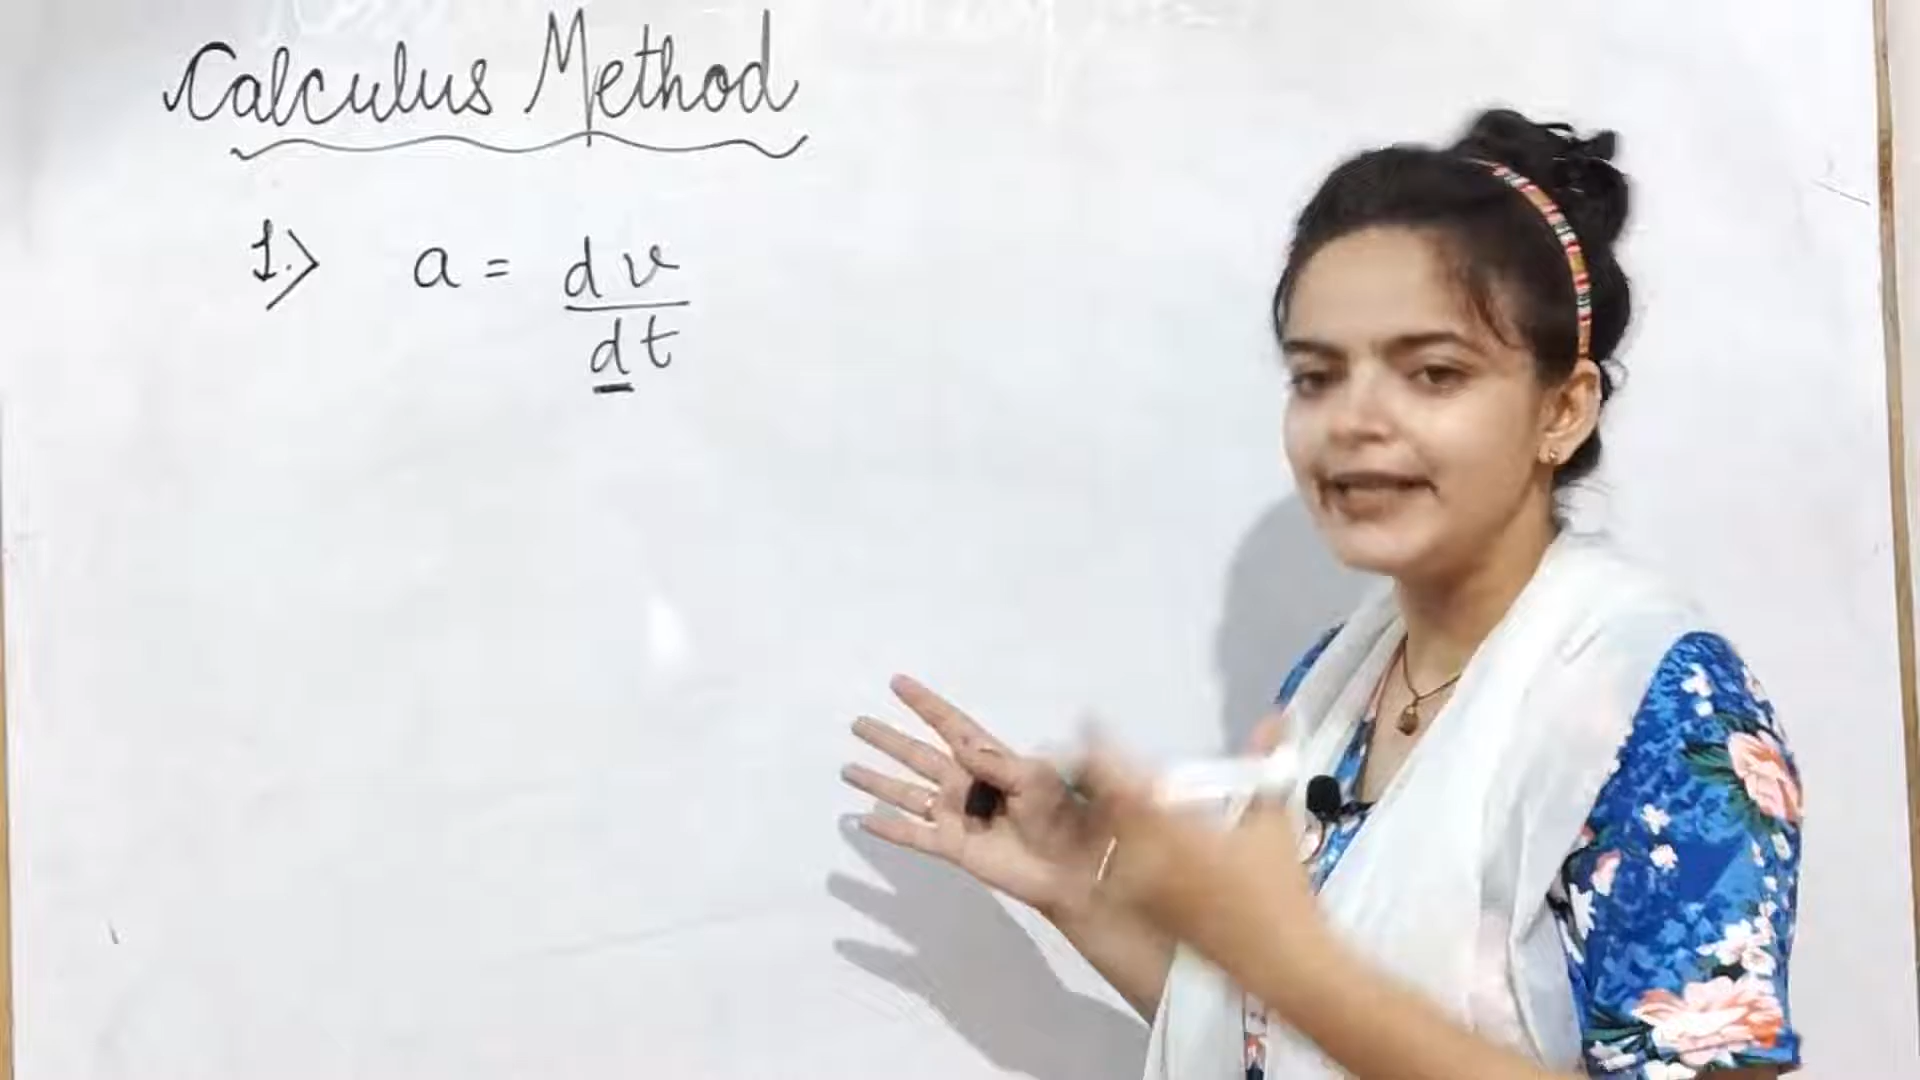 Calculus Method
1.> a = dv/dt